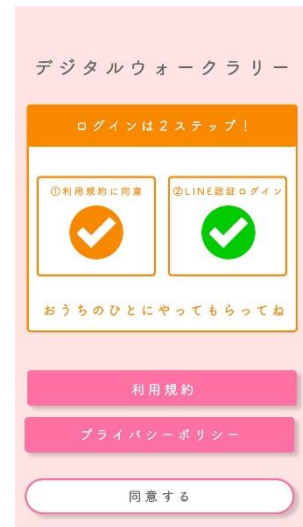 デジタルウォークラリー
ログインは2ステップ!
①利用規約に同意
②LINE認証ログイン
おうちのひとにやってもらってね
利用規約
プライバシーポリシー
同意する